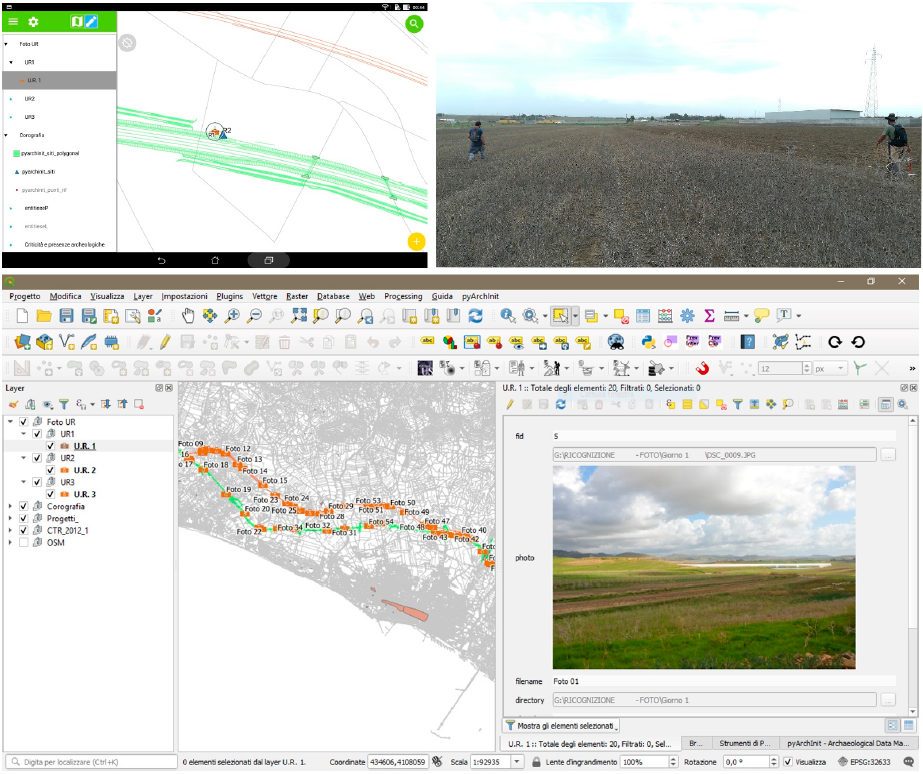 00:44
Foto UR
UR1
U.R. 1
UR2
UR3
Corografia
pyarchinit_siti_polygonal
pyarchinit_siti
pyarchinit_punti_rif
entitieseP
entitieseL
Criticità e presenze archeologiche
R2
Progetto Modifica Visualizza Layer Impostazioni Plugins Vettore Raster Database Web Processing Guida pyArchInit
12 px
Layer
Foto UR
UR1
U.R. 1
UR2
U.R. 2
UR3
U.R. 3
Corografia
Progetti_
CTR_2012_1
OSM
Foto 09
Foto 12
16
Foto 13
o 17
Foto 18
Foto 14
Foto 15
Foto 19
Foto 23
Foto 24
Foto 20
Foto 25
Foto 29
Foto 53
Foto 50
Foto 28
Foto 51
Foto 49
Foto 22
Foto 34
Foto 32
Foto 31
Foto 54
Foto 48
Foto 47
Foto 43
Foto 40
Foto 42
Foto
U.R. 1 :: Totale degli elementi: 20, Filtrati: 0, Selezionati: 0
fid 5
G:\RICOGNIZIONE -FOTO\Giorno 1 \DSC_0009.JPG ...
photo
filename Foto 01
directory G:\RICOGNIZIONE -FOTO\Giorno 1 ...
Mostra gli elementi selezionati
U.R. 1 :: Totale degli elementi: 20, Filtrati: 0, Sel... Br... Strumenti di P... pyArchInit - Archaeological Data Ma...
Digita per localizzare (Ctrl+K) 0 elementi selezionati dal layer U.R. 1. Coordinate 434606,4108059 Scala 1:92935 Lente d'ingrandimento 100% Rotazione 0,0 ° Visualizza EPSG:32633